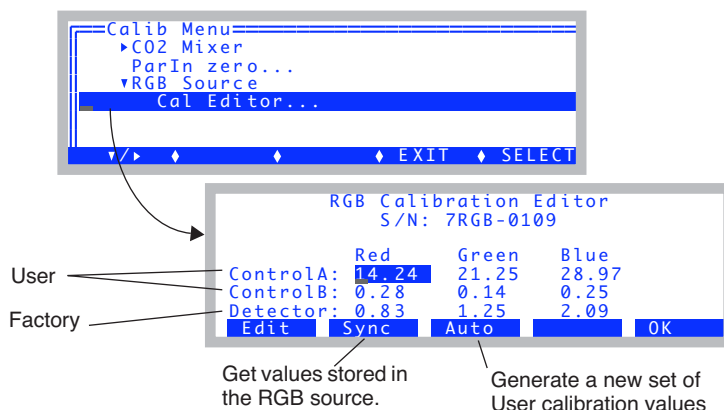 Calib Menu
▸CO2 Mixer
ParIn zero...
▾RGB Source
Cal Editor...
▾/▸ ♦ ♦ ♦ EXIT ♦ SELECT
RGB Calibration Editor
S/N: 7RGB-0109
Red Green Blue
ControlA: 14.24 21.25 28.97
ControlB: 0.28 0.14 0.25
Detector: 0.83 1.25 2.09
Edit Sync Auto OK
User
Factory
Get values stored in
the RGB source.
Generate a new set of
User calibration values